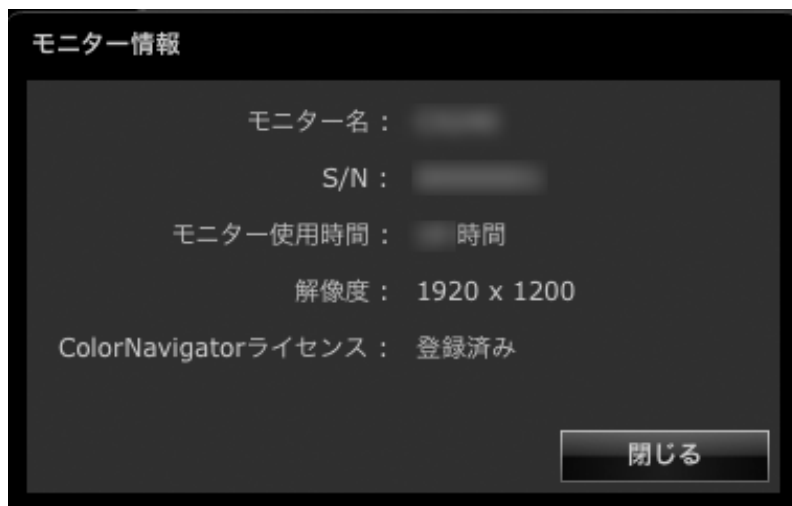 モニター情報
モニター名：
S/N：
モニター使用時間： 時間
解像度： 1920 x 1200
ColorNavigatorライセンス： 登録済み
閉じる